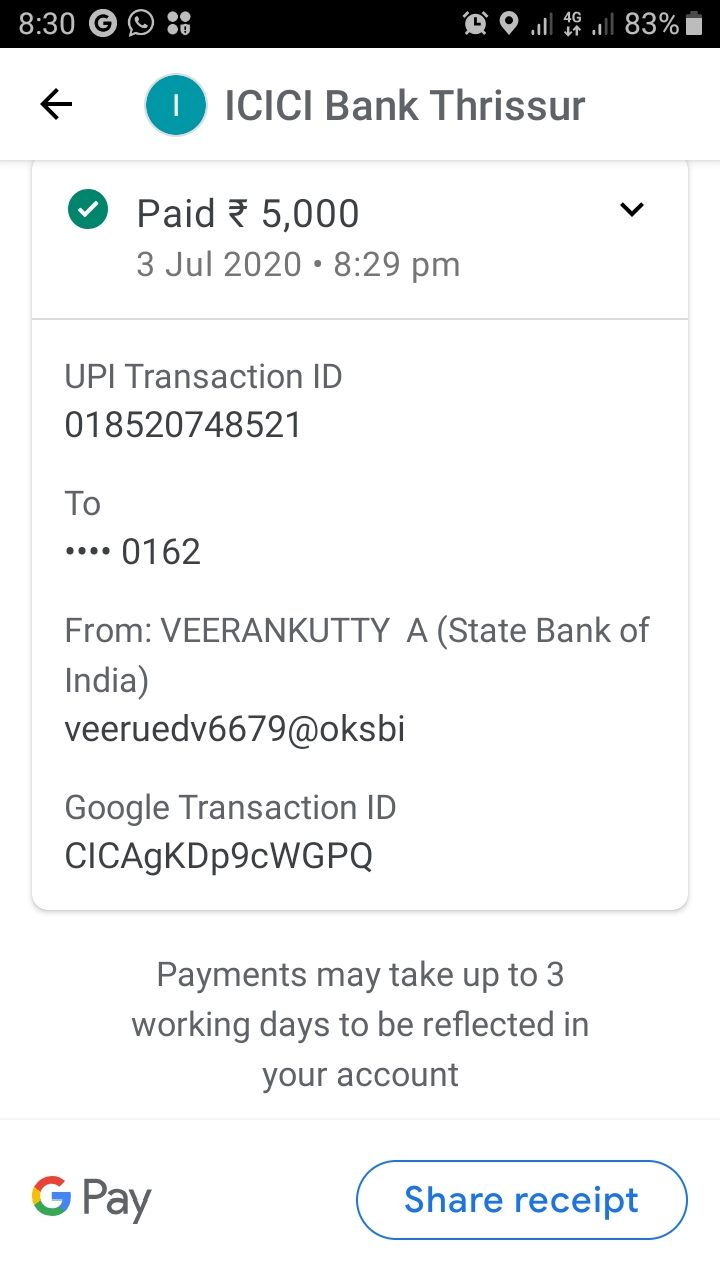 8:30 4G 83%
I ICICI Bank Thrissur
Paid ₹ 5,000
3 Jul 2020 • 8:29 pm
UPI Transaction ID
018520748521
To
•••• 0162
From: VEERANKUTTY  A (State Bank of
India)
veeruedv6679@oksbi
Google Transaction ID
CICAgKDp9cWGPQ
Payments may take up to 3
working days to be reflected in
your account
G Pay Share receipt